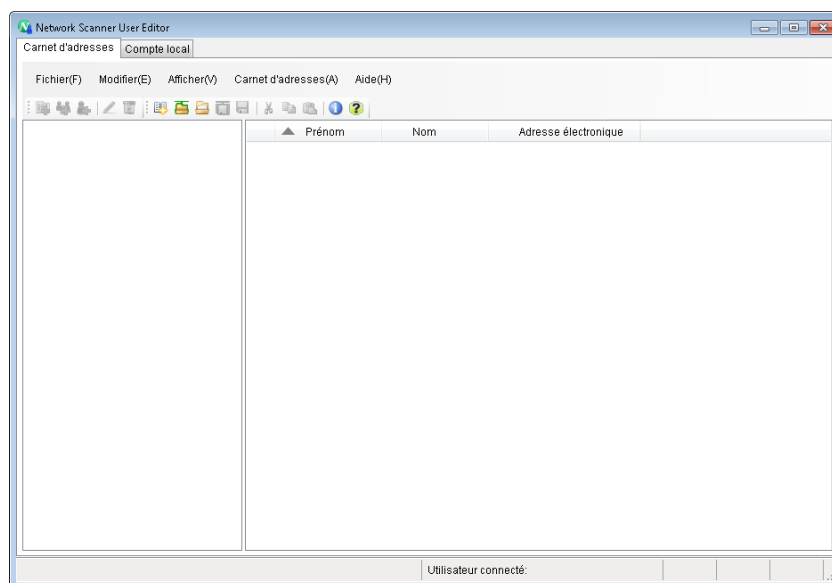 Network Scanner User Editor
Carnet d'adresses Compte local
Fichier(F) Modifier(E) Afficher(V) Carnet d'adresses(A) Aide(H)
Prénom Nom Adresse électronique
Utilisateur connecté: